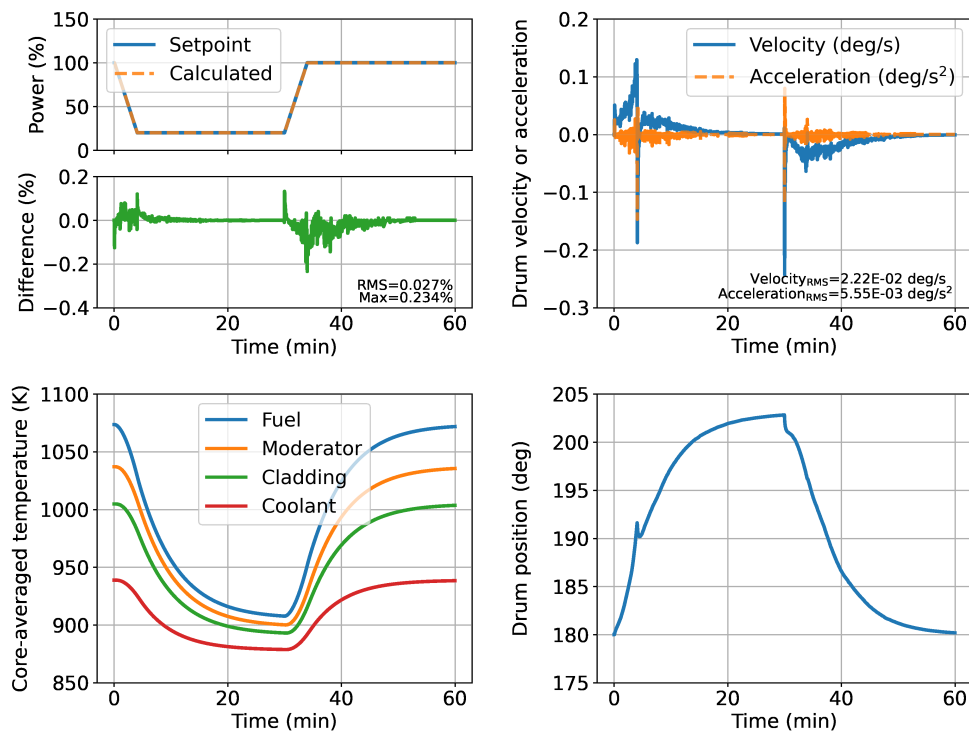 150
100
50
0
Power (%)
Setpoint
Calculated
0.2
0.0
−0.2
−0.4
Difference (%)
RMS=0.027%
Max=0.234%
0
20
40
60
Time (min)
0.2
0.1
0.0
−0.1
−0.2
−0.3
Drum velocity or acceleration
Velocity (deg/s)
Acceleration (deg/s²)
Velocity_RMS=2.22E-02 deg/s
Acceleration_RMS=5.55E-03 deg/s²
0
20
40
60
Time (min)
1100
1050
1000
950
900
850
Core-averaged temperature (K)
Fuel
Moderator
Cladding
Coolant
0
20
40
60
Time (min)
205
200
195
190
185
180
175
Drum position (deg)
0
20
40
60
Time (min)